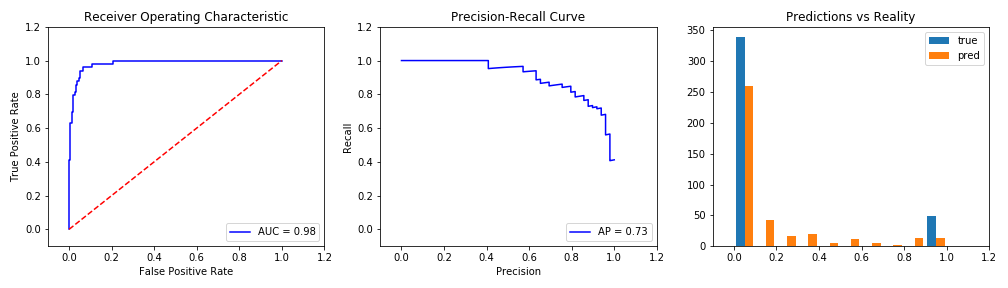 Receiver Operating Characteristic
1.2
1.0
0.8
0.6
0.4
0.2
0.0
True Positive Rate
0.0 0.2 0.4 0.6 0.8 1.0 1.2
False Positive Rate
AUC = 0.98
Precision-Recall Curve
1.2
1.0
0.8
0.6
0.4
0.2
0.0
Recall
0.0 0.2 0.4 0.6 0.8 1.0 1.2
Precision
AP = 0.73
Predictions vs Reality
350
300
250
200
150
100
50
0
0.0 0.2 0.4 0.6 0.8 1.0 1.2
true
pred